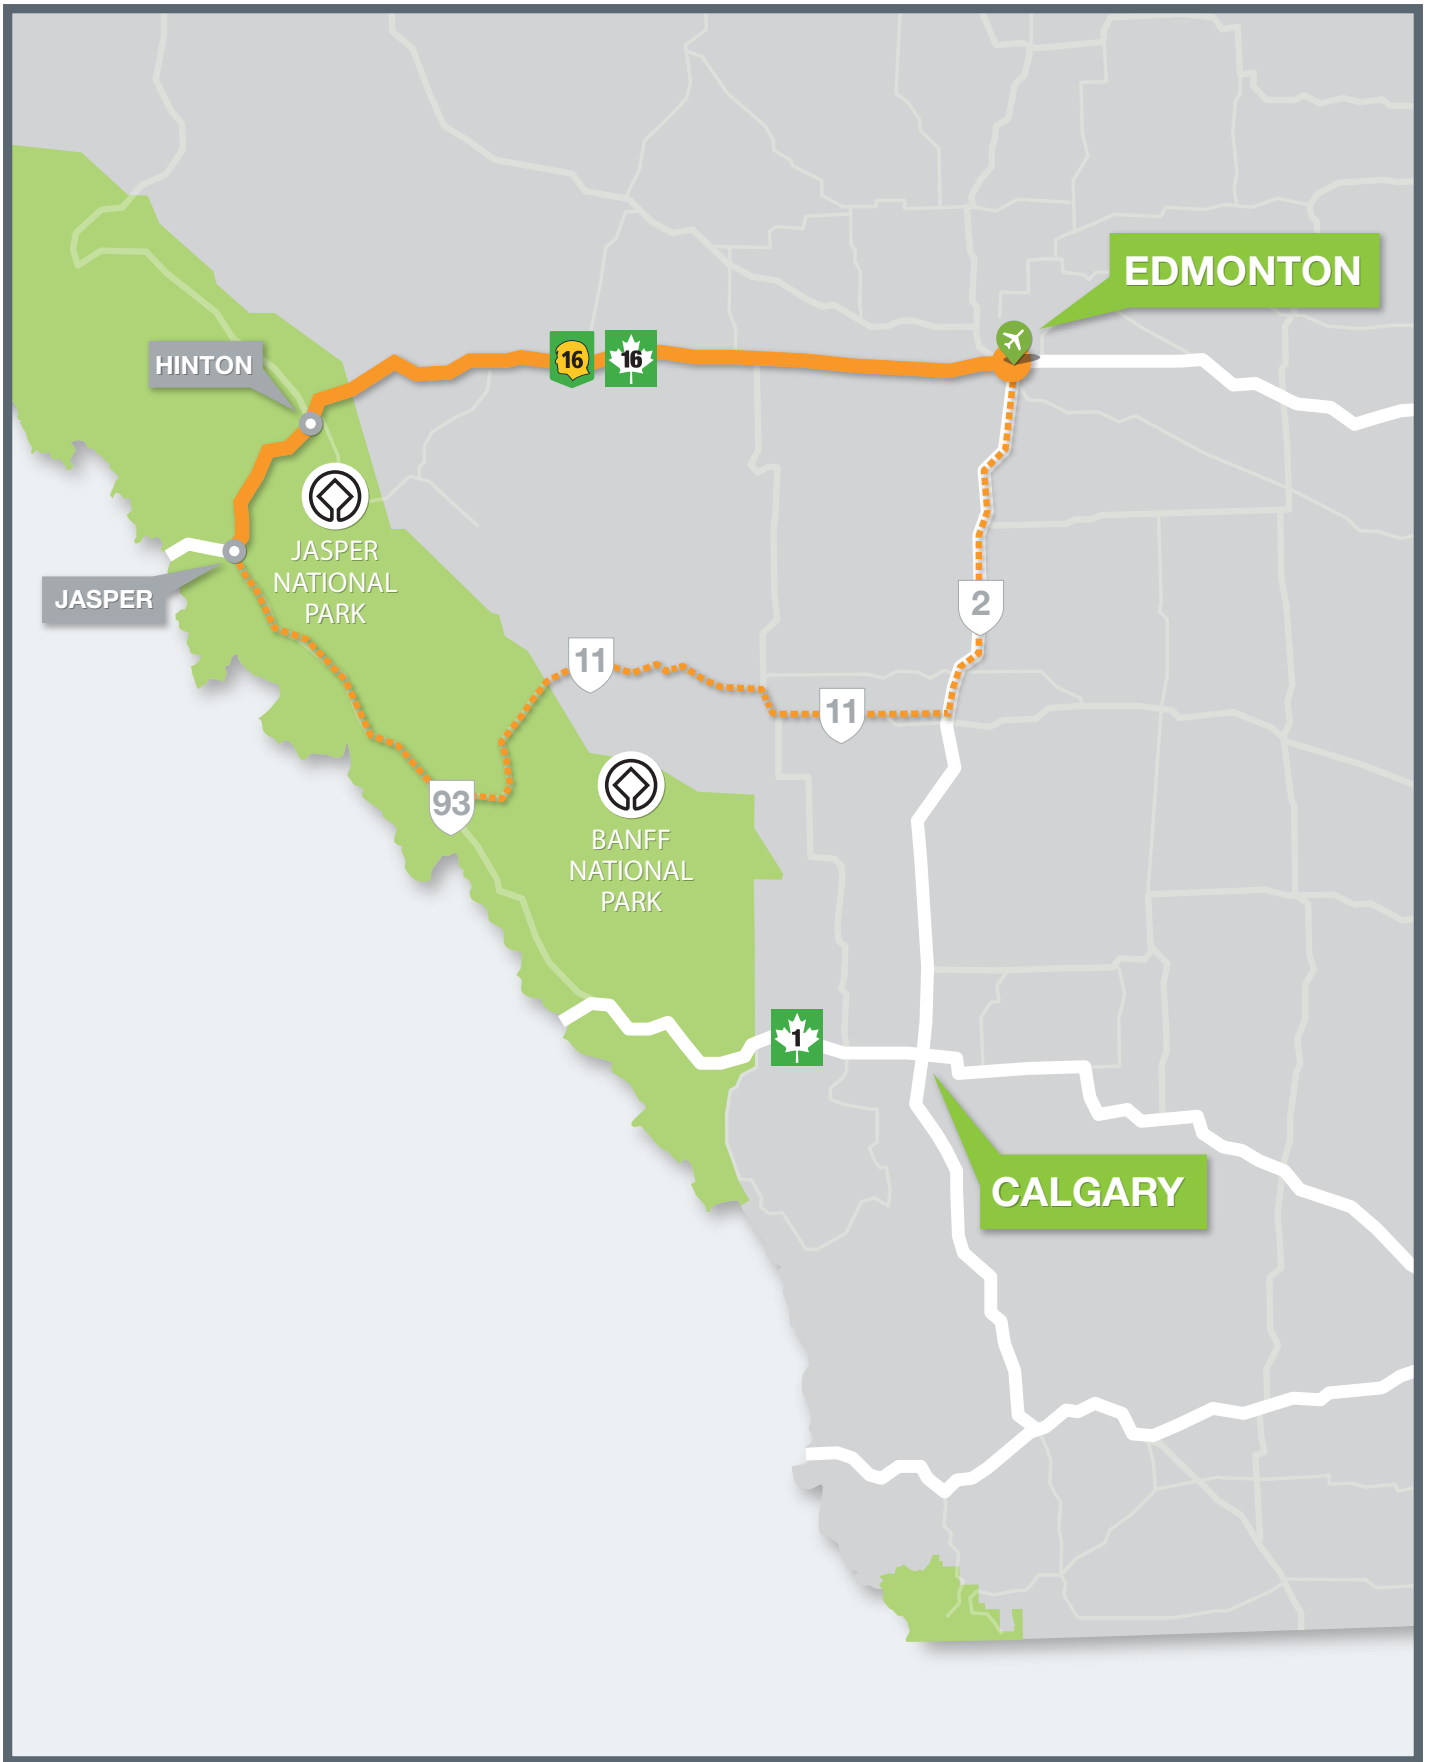 EDMONTON
HINTON
16
16
JASPER
NATIONAL
PARK
JASPER
2
11
11
93
BANFF
NATIONAL
PARK
1
CALGARY